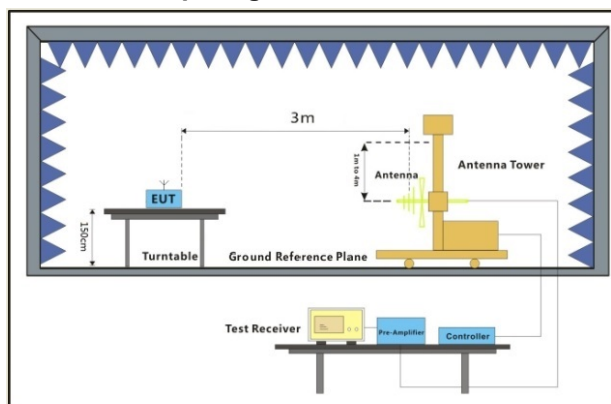 3m
1m to 4m
Antenna
Antenna Tower
EUT
150cm
Turntable
Ground Reference Plane
Test Receiver
Pre-Amplifier
Controller